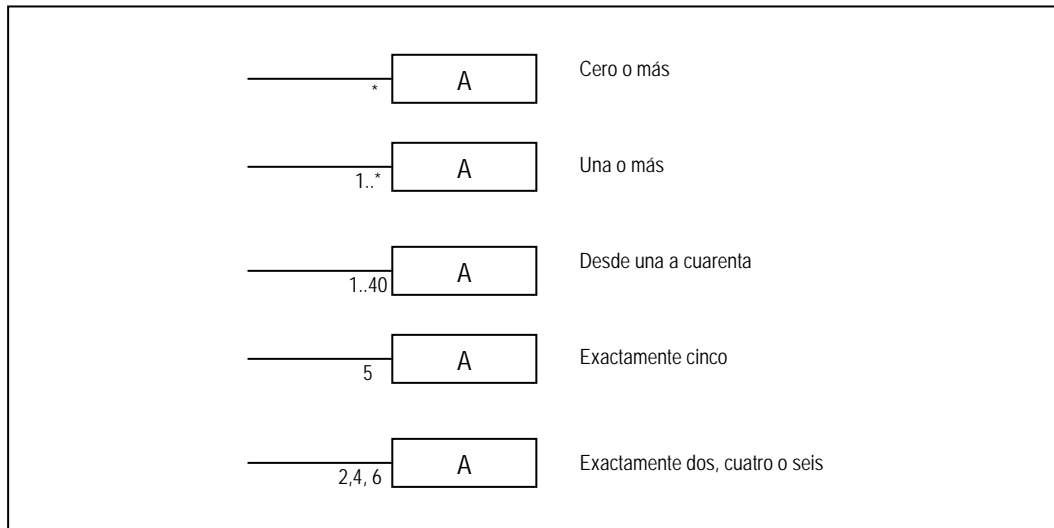 A
*
Cero o más
A
1..*
Una o más
A
1..40
Desde una a cuarenta
A
5
Exactamente cinco
A
2,4, 6
Exactamente dos, cuatro o seis